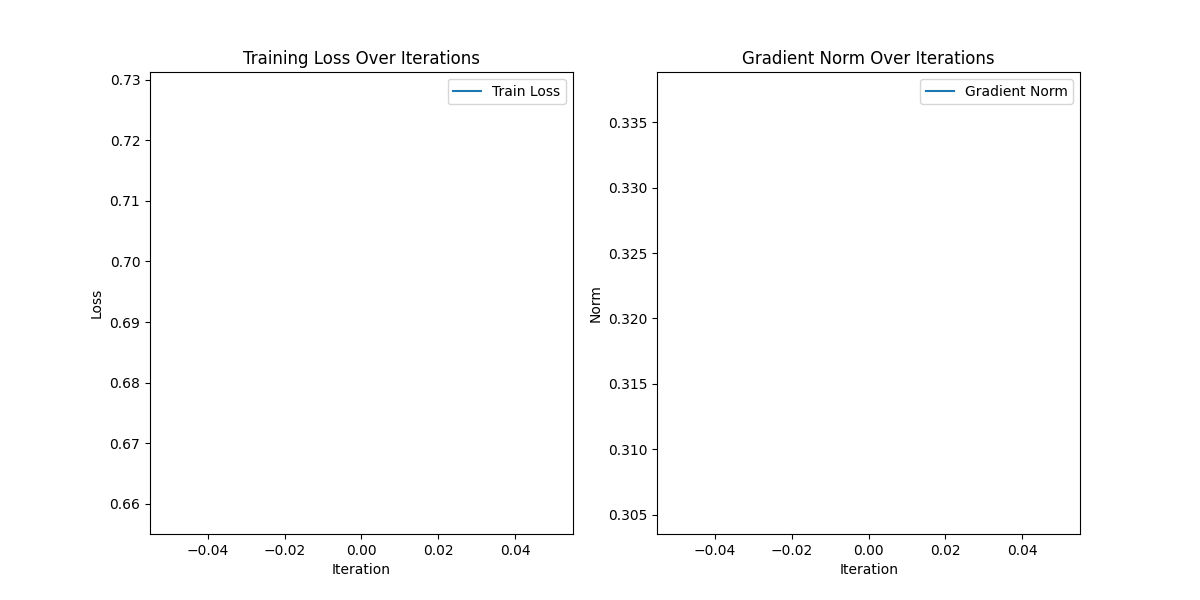 Training Loss Over Iterations
Train Loss
0.73
0.72
0.71
0.70
0.69
0.68
0.67
0.66
Loss
−0.04 −0.02 0.00 0.02 0.04
Iteration
Gradient Norm Over Iterations
Gradient Norm
0.335
0.330
0.325
0.320
0.315
0.310
0.305
Norm
−0.04 −0.02 0.00 0.02 0.04
Iteration